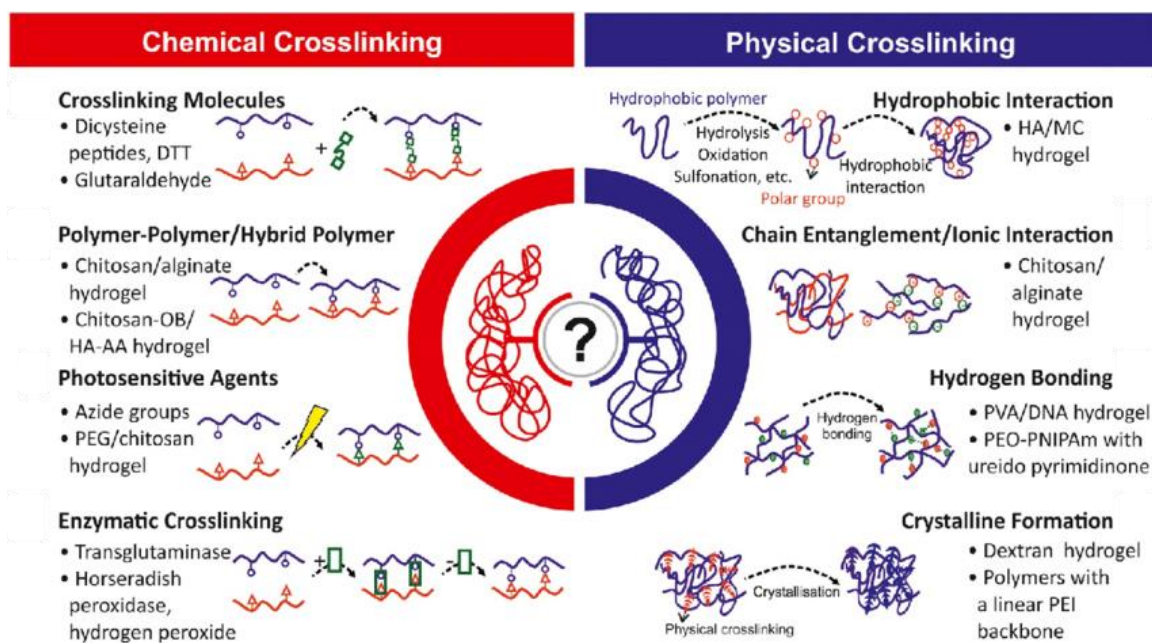 Chemical Crosslinking
Physical Crosslinking
Crosslinking Molecules
• Dicysteine
peptides, DTT
• Glutaraldehyde
+
Polymer-Polymer/Hybrid Polymer
• Chitosan/alginate
hydrogel
• Chitosan-OB/
HA-AA hydrogel
Photosensitive Agents
• Azide groups
• PEG/chitosan
hydrogel
Enzymatic Crosslinking
• Transglutaminase
• Horseradish
peroxidase,
hydrogen peroxide
+
−
?
Hydrophobic polymer
Hydrolysis
Oxidation
Sulfonation, etc.
Polar group
Hydrophobic
interaction
Hydrophobic Interaction
• HA/MC
hydrogel
Chain Entanglement/Ionic Interaction
• Chitosan/
alginate
hydrogel
Hydrogen Bonding
Hydrogen
bonding
• PVA/DNA hydrogel
• PEO-PNIPAm with
ureido pyrimidinone
Crystalline Formation
Crystallisation
Physical crosslinking
• Dextran hydrogel
• Polymers with
a linear PEI
backbone